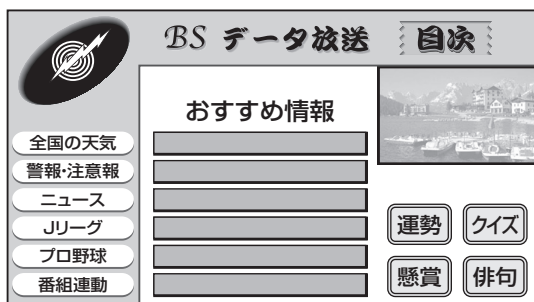 BS データ放送 目次
おすすめ情報
全国の天気
警報・注意報
ニュース
Jリーグ
プロ野球
番組連動
運勢 クイズ
懸賞 俳句